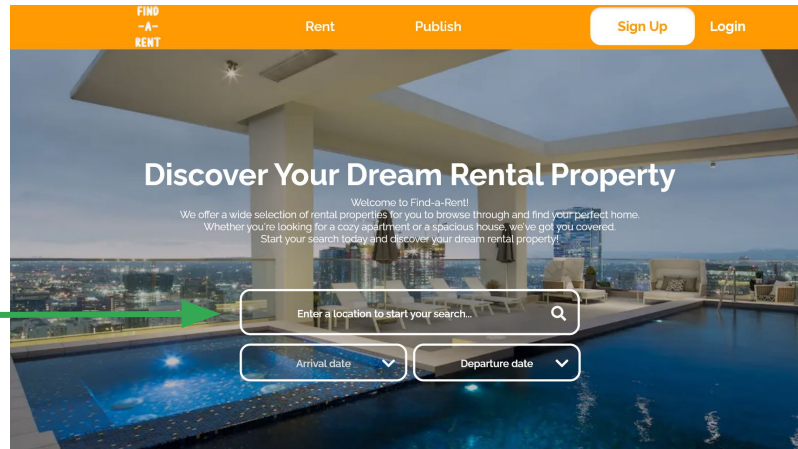 FIND
-A-
RENT
Rent
Publish
Sign Up
Login
Discover Your Dream Rental Property
Welcome to Find-a-Rent!
We offer a wide selection of rental properties for you to browse through and find your perfect home.
Whether you're looking for a cozy apartment or a spacious house, we've got you covered.
Start your search today and discover your dream rental property!
Enter a location to start your search...
Arrival date
Departure date